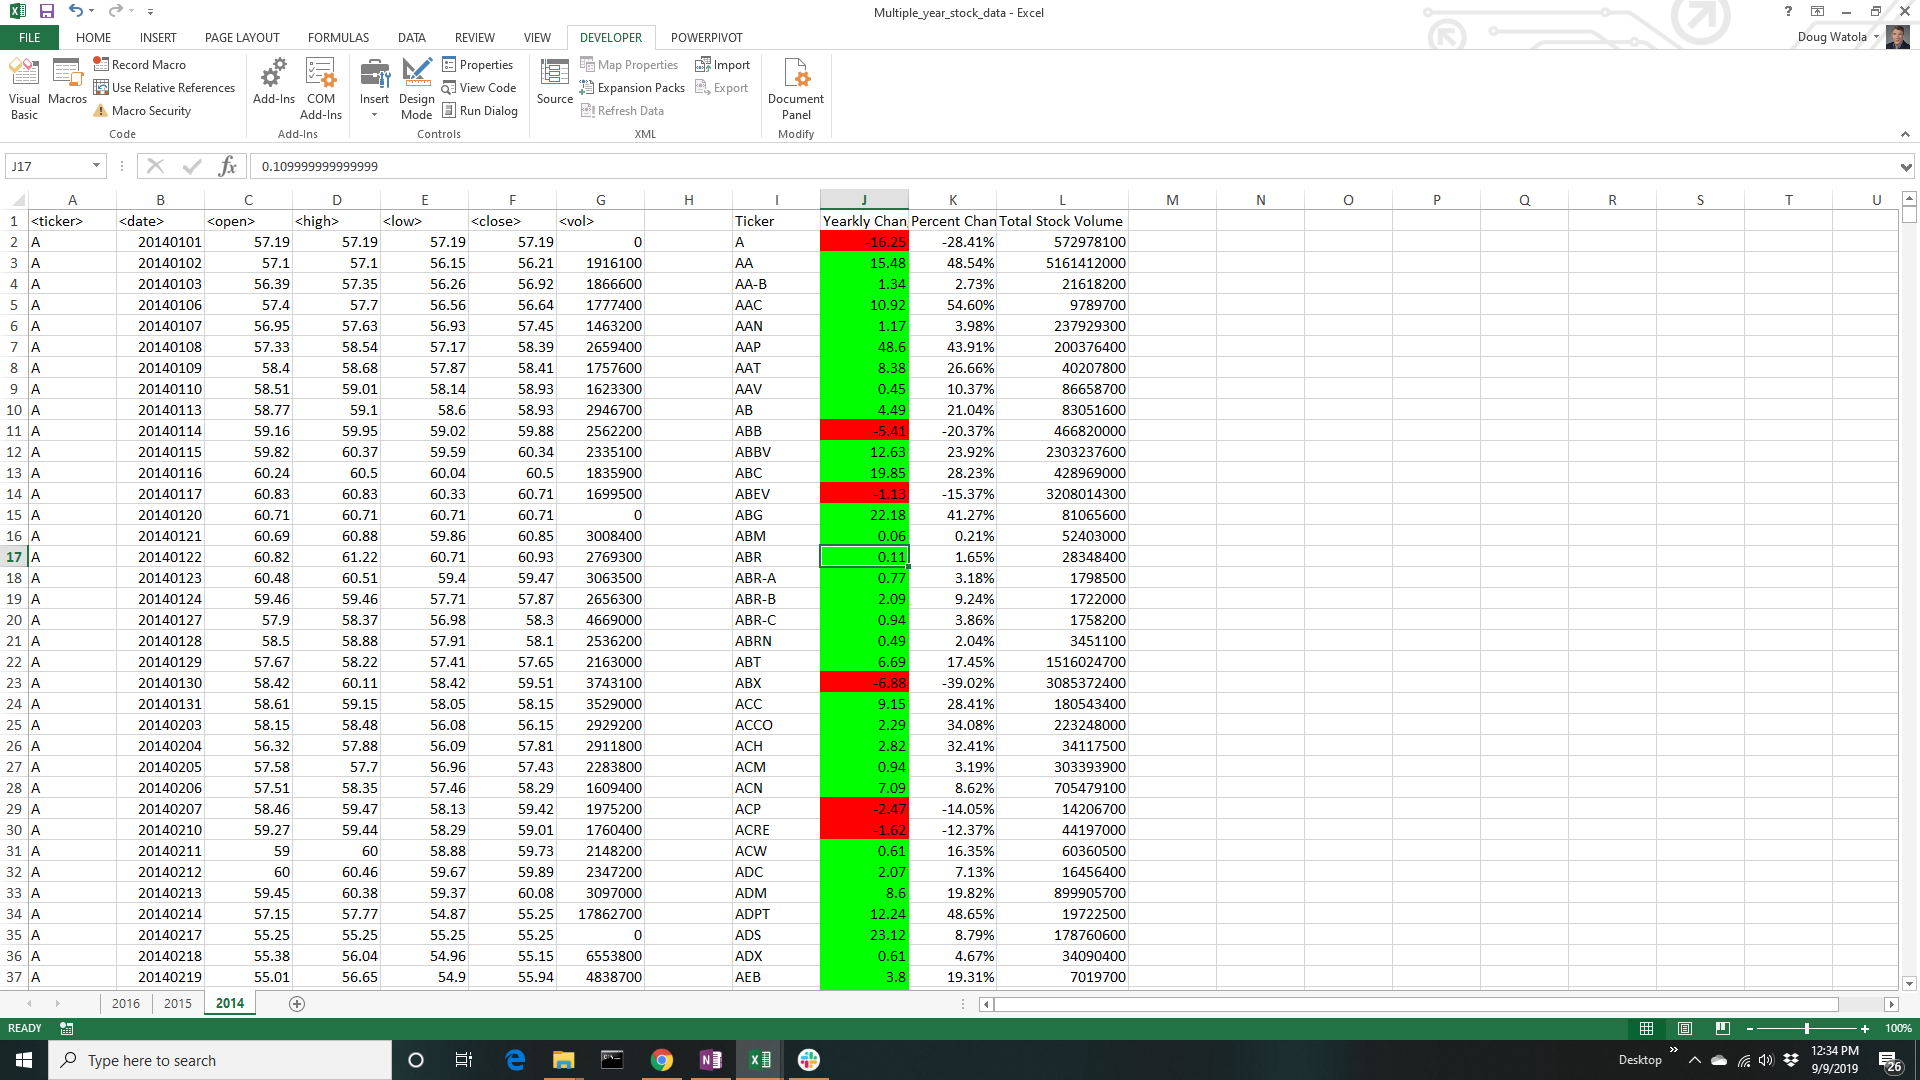 Multiple_year_stock_data - Excel
FILE HOME INSERT PAGE LAYOUT FORMULAS DATA REVIEW VIEW DEVELOPER POWERPIVOT Doug Watola
Visual Basic Macros Record Macro Use Relative References Macro Security Code
Add-Ins COM Add-Ins Add-Ins
Insert Design Mode Properties View Code Run Dialog Controls
Source Map Properties Expansion Packs Refresh Data Import Export XML
Document Panel Modify
J17 fx 0.109999999999999
A B C D E F G H I J K L M N O P Q R S T U
1 <ticker> <date> <open> <high> <low> <close> <vol> Ticker Yearkly Chan Percent Chan Total Stock Volume
2 A 20140101 57.19 57.19 57.19 57.19 0 A -16.25 -28.41% 572978100
3 A 20140102 57.1 57.1 56.15 56.21 1916100 AA 15.48 48.54% 5161412000
4 A 20140103 56.39 57.35 56.26 56.92 1866600 AA-B 1.34 2.73% 21618200
5 A 20140106 57.4 57.7 56.56 56.64 1777400 AAC 10.92 54.60% 9789700
6 A 20140107 56.95 57.63 56.93 57.45 1463200 AAN 1.17 3.98% 237929300
7 A 20140108 57.33 58.54 57.17 58.39 2659400 AAP 48.6 43.91% 200376400
8 A 20140109 58.4 58.68 57.87 58.41 1757600 AAT 8.38 26.66% 40207800
9 A 20140110 58.51 59.01 58.14 58.93 1623300 AAV 0.45 10.37% 86658700
10 A 20140113 58.77 59.1 58.6 58.93 2946700 AB 4.49 21.04% 83051600
11 A 20140114 59.16 59.95 59.02 59.88 2562200 ABB -5.41 -20.37% 466820000
12 A 20140115 59.82 60.37 59.59 60.34 2335100 ABBV 12.63 23.92% 2303237600
13 A 20140116 60.24 60.5 60.04 60.5 1835900 ABC 19.85 28.23% 428969000
14 A 20140117 60.83 60.83 60.33 60.71 1699500 ABEV -1.13 -15.37% 3208014300
15 A 20140120 60.71 60.71 60.71 60.71 0 ABG 22.18 41.27% 81065600
16 A 20140121 60.69 60.88 59.86 60.85 3008400 ABM 0.06 0.21% 52403000
17 A 20140122 60.82 61.22 60.71 60.93 2769300 ABR 0.11 1.65% 28348400
18 A 20140123 60.48 60.51 59.4 59.47 3063500 ABR-A 0.77 3.18% 1798500
19 A 20140124 59.46 59.46 57.71 57.87 2656300 ABR-B 2.09 9.24% 1722000
20 A 20140127 57.9 58.37 56.98 58.3 4669000 ABR-C 0.94 3.86% 1758200
21 A 20140128 58.5 58.88 57.91 58.1 2536200 ABRN 0.49 2.04% 3451100
22 A 20140129 57.67 58.22 57.41 57.65 2163000 ABT 6.69 17.45% 1516024700
23 A 20140130 58.42 60.11 58.42 59.51 3743100 ABX -6.88 -39.02% 3085372400
24 A 20140131 58.61 59.15 58.05 58.15 3529000 ACC 9.15 28.41% 180543400
25 A 20140203 58.15 58.48 56.08 56.15 2929200 ACCO 2.29 34.08% 223248000
26 A 20140204 56.32 57.88 56.09 57.81 2911800 ACH 2.82 32.41% 34117500
27 A 20140205 57.58 57.7 56.96 57.43 2283800 ACM 0.94 3.19% 303393900
28 A 20140206 57.51 58.35 57.46 58.29 1609400 ACN 7.09 8.62% 705479100
29 A 20140207 58.46 59.47 58.13 59.42 1975200 ACP -2.47 -14.05% 14206700
30 A 20140210 59.27 59.44 58.29 59.01 1760400 ACRE -1.62 -12.37% 44197000
31 A 20140211 59 60 58.88 59.73 2148200 ACW 0.61 16.35% 60360500
32 A 20140212 60 60.46 59.67 59.89 2347200 ADC 2.07 7.13% 16456400
33 A 20140213 59.45 60.38 59.37 60.08 3097000 ADM 8.6 19.82% 899905700
34 A 20140214 57.15 57.77 54.87 55.25 17862700 ADPT 12.24 48.65% 19722500
35 A 20140217 55.25 55.25 55.25 55.25 0 ADS 23.12 8.79% 178760600
36 A 20140218 55.38 56.04 54.96 55.15 6553800 ADX 0.61 4.67% 34090400
37 A 20140219 55.01 56.65 54.9 55.94 4838700 AEB 3.8 19.31% 7019700
2016 2015 2014
READY 100%
Type here to search Desktop 12:34 PM
9/9/2019 26